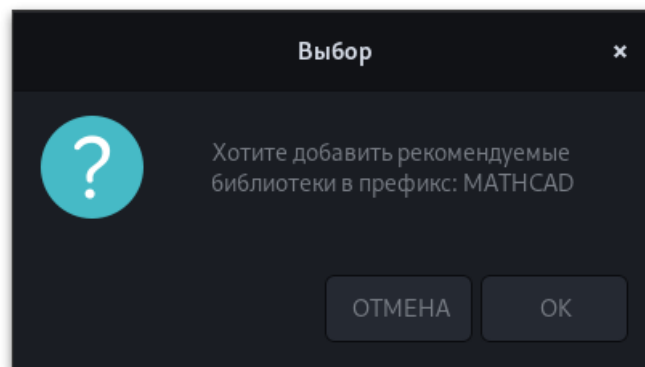 Выбор
Хотите добавить рекомендуемые
библиотеки в префикс: MATHCAD
ОТМЕНА
OK